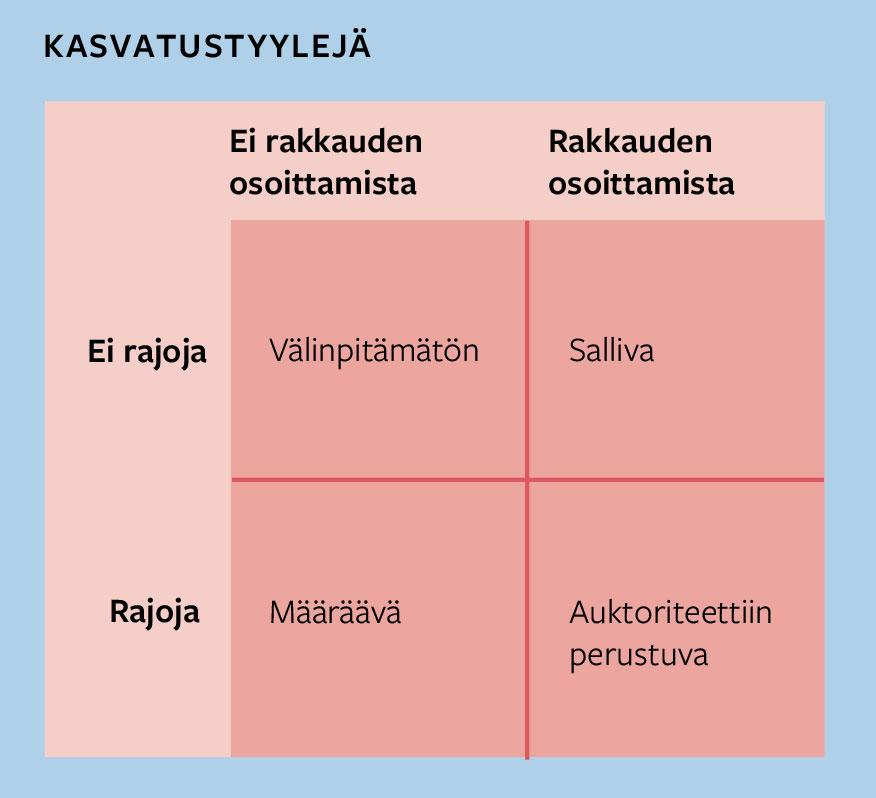 KASVATUSTYYLEJÄ
Ei rakkauden
osoittamista
Rakkauden
osoittamista
Ei rajoja
Välinpitämätön
Salliva
Rajoja
Määräävä
Auktoriteettiin
perustuva